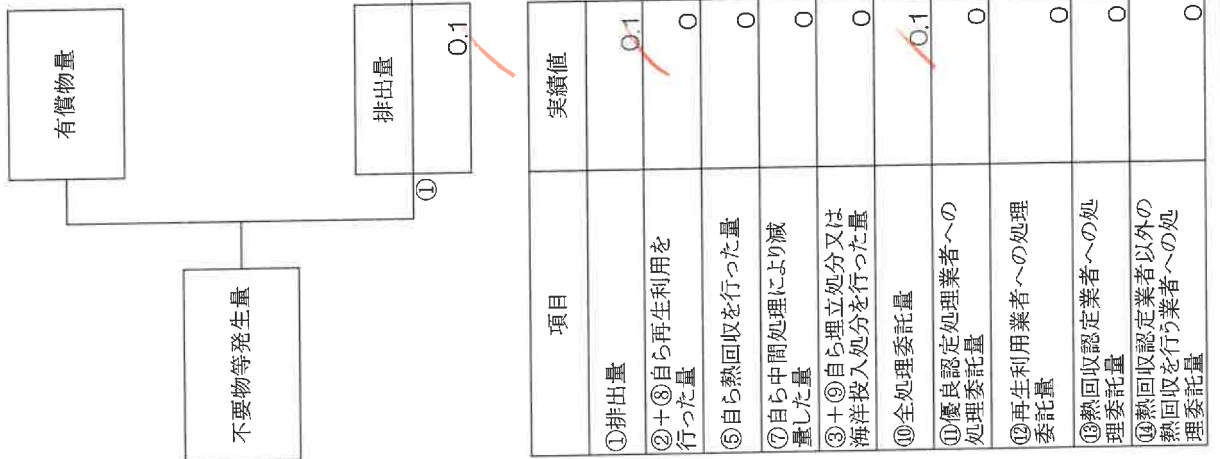 有償物量
不要物等発生量
排出量
①
0.1
項目
実績値
①排出量
0.1
②+⑧自ら再生利用を
行った量
0
⑤自ら熱回収を行った量
0
⑦自ら中間処理により減
量した量
0
③+⑨自ら埋立処分又は
海洋投入処分を行った量
0
⑩全処理委託量
0.1
⑪優良認定処理業者への
処理委託量
0
⑫再生利用業者への処理
委託量
0
⑬熱回収認定業者への処
理委託量
0
⑭熱回収認定業者以外の
熱回収を行う業者への処
理委託量
0